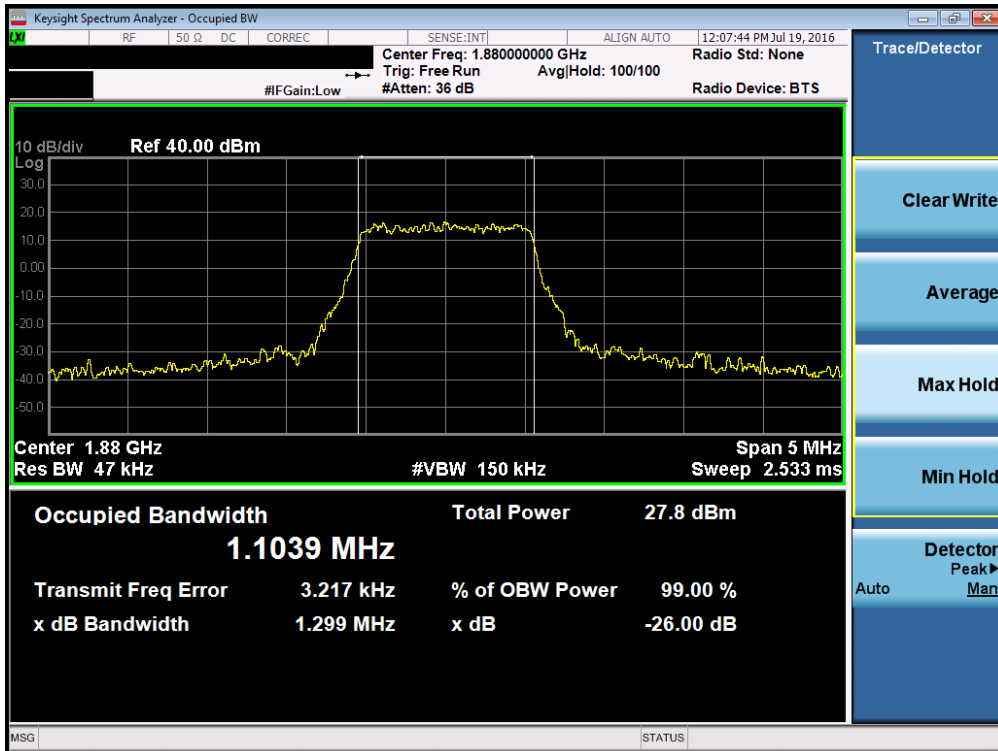 Keysight Spectrum Analyzer - Occupied BW
LXI RF 50 Ω DC CORREC SENSE:INT ALIGN AUTO 12:07:44 PM Jul 19, 2016
Center Freq: 1.880000000 GHz Radio Std: None
Trig: Free Run Avg|Hold: 100/100
#IFGain:Low #Atten: 36 dB Radio Device: BTS
Trace/Detector
10 dB/div Ref 40.00 dBm
Log
30.0
20.0
10.0
0.00
-10.0
-20.0
-30.0
-40.0
-50.0
Center 1.88 GHz Span 5 MHz
Res BW 47 kHz #VBW 150 kHz Sweep 2.533 ms
Occupied Bandwidth Total Power 27.8 dBm
1.1039 MHz
Transmit Freq Error 3.217 kHz % of OBW Power 99.00 %
x dB Bandwidth 1.299 MHz x dB -26.00 dB
Clear Write
Average
Max Hold
Min Hold
Detector
Peak▶
Auto Man
MSG STATUS